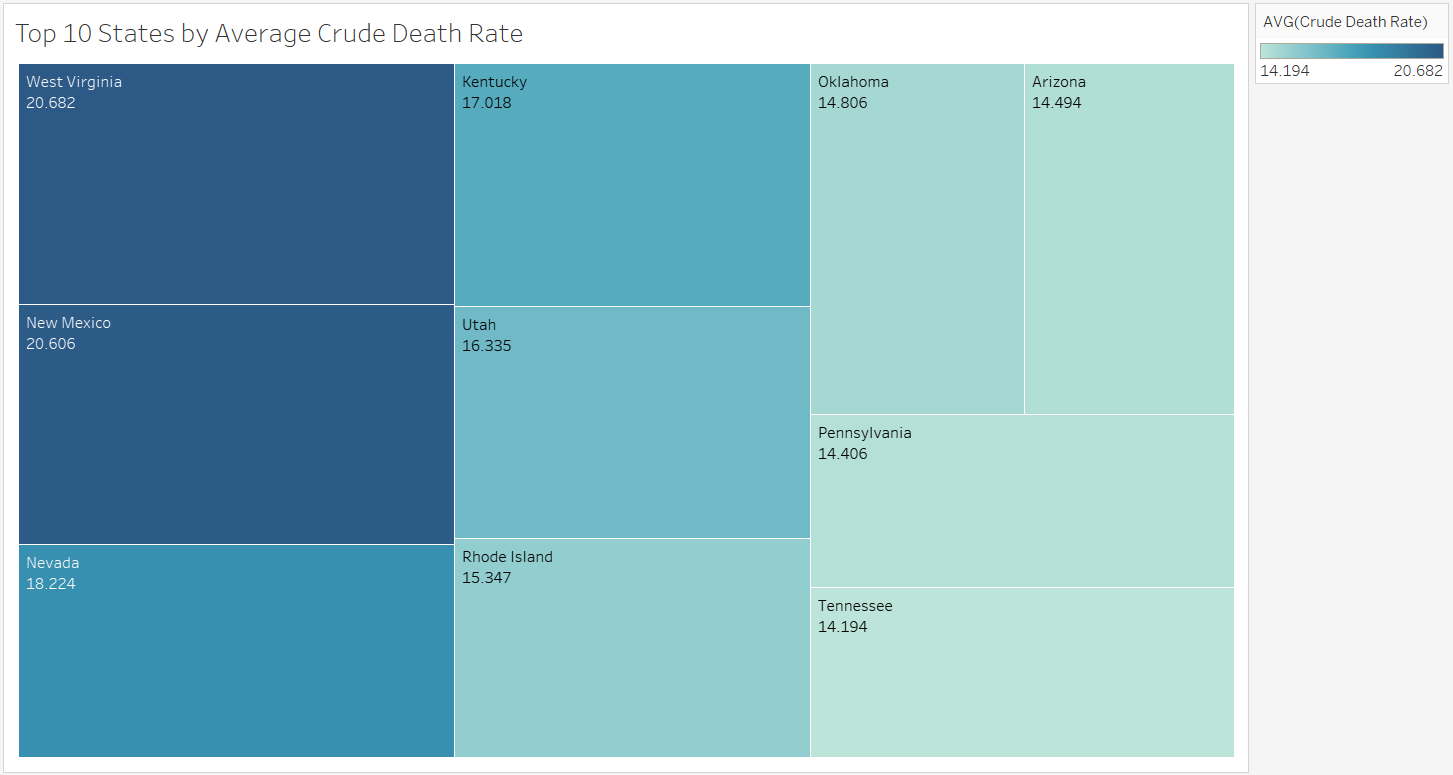 Top 10 States by Average Crude Death Rate
West Virginia
20.682
New Mexico
20.606
Nevada
18.224
Kentucky
17.018
Utah
16.335
Rhode Island
15.347
Oklahoma
14.806
Arizona
14.494
Pennsylvania
14.406
Tennessee
14.194
AVG(Crude Death Rate)
14.194 20.682